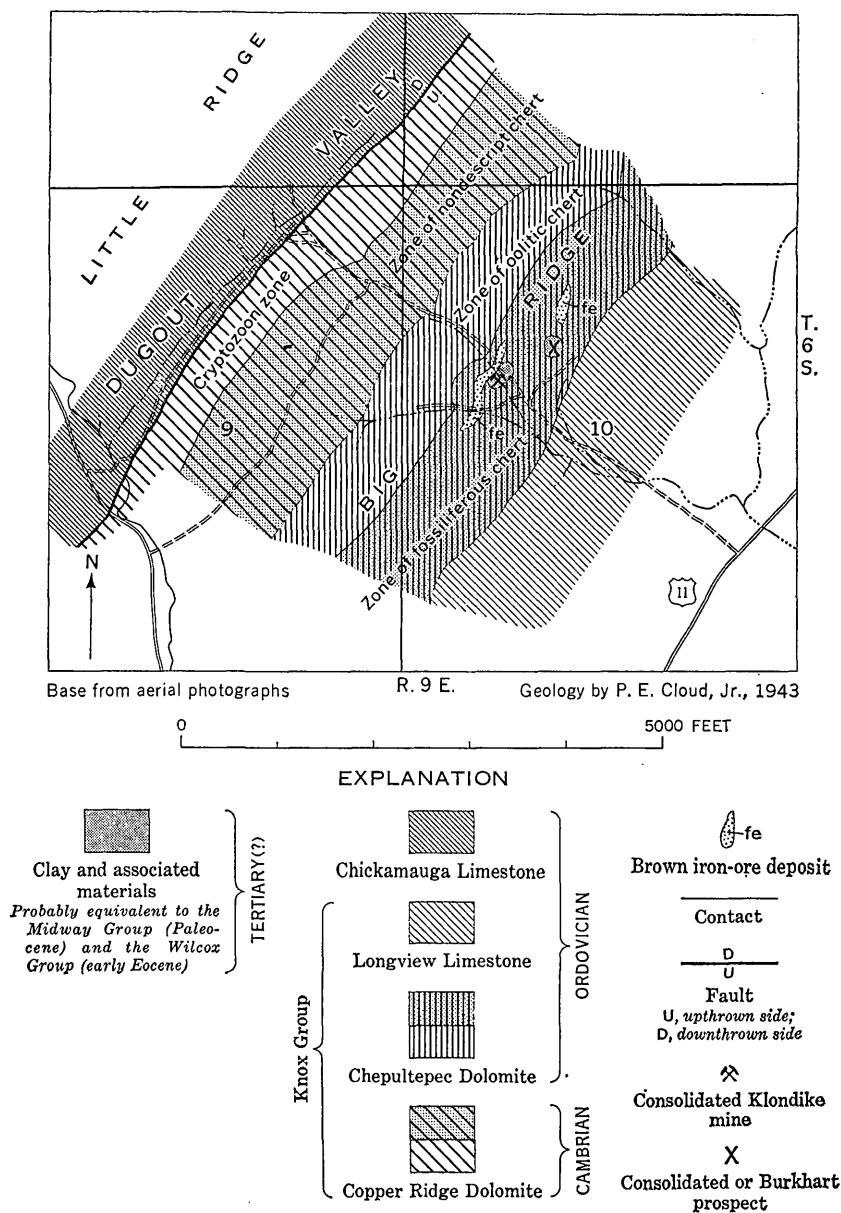 RIDGE
LITTLE
VALLEY
DUGOUT
D
U
Cryptozoon zone
Zone of nondescript chert
Zone of oolitic chert
RIDGE
BIG
Zone of fossiliferous chert
fe
X
fe
9
10
T.
6
S.
N
11
Base from aerial photographs
R. 9 E.
Geology by P. E. Cloud, Jr., 1943
0
5000 FEET
EXPLANATION
Clay and associated
materials
Probably equivalent to the
Midway Group (Paleo-
cene) and the Wilcox
Group (early Eocene)
TERTIARY(?)
Chickamauga Limestone
Longview Limestone
Chepultepec Dolomite
Copper Ridge Dolomite
Knox Group
ORDOVICIAN
CAMBRIAN
fe
Brown iron-ore deposit
Contact
D
U
Fault
U, upthrown side;
D, downthrown side
Consolidated Klondike
mine
X
Consolidated or Burkhart
prospect